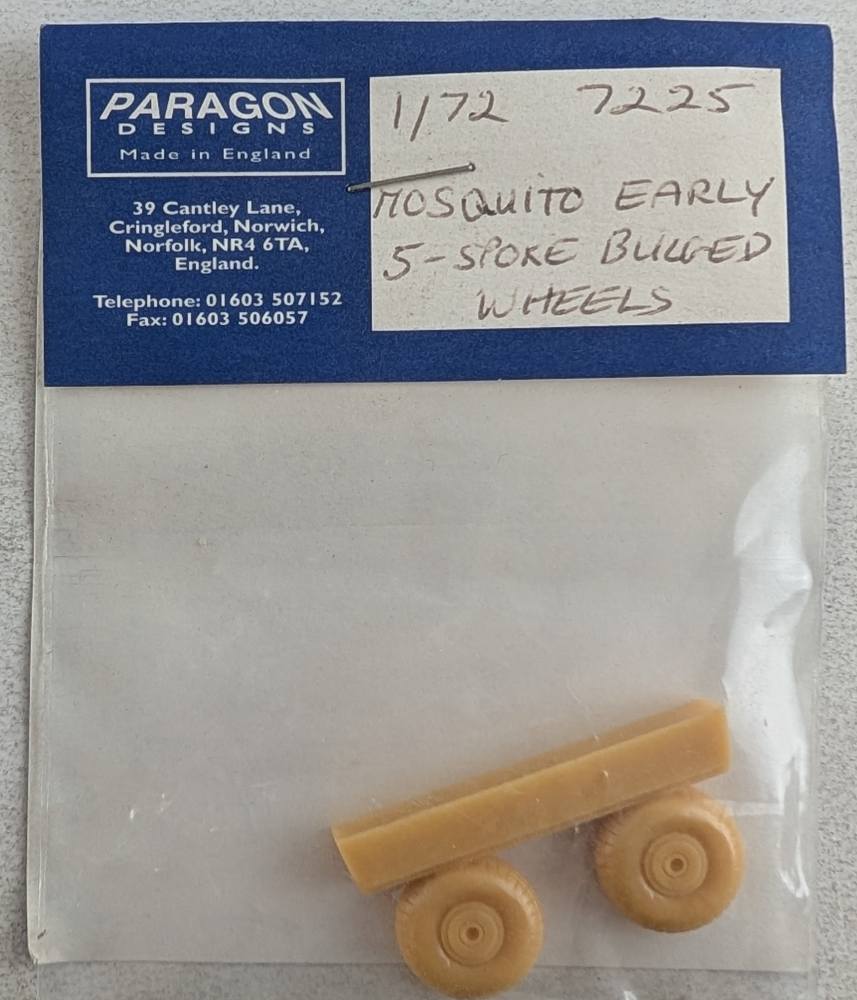 PARAGON
DESIGNS
Made in England
39 Cantley Lane,
Cringleford, Norwich,
Norfolk, NR4 6TA,
England.
Telephone: 01603 507152
Fax: 01603 506057
1/72 7225
MOSQUITO EARLY
5-SPOKE BULGED
WHEELS